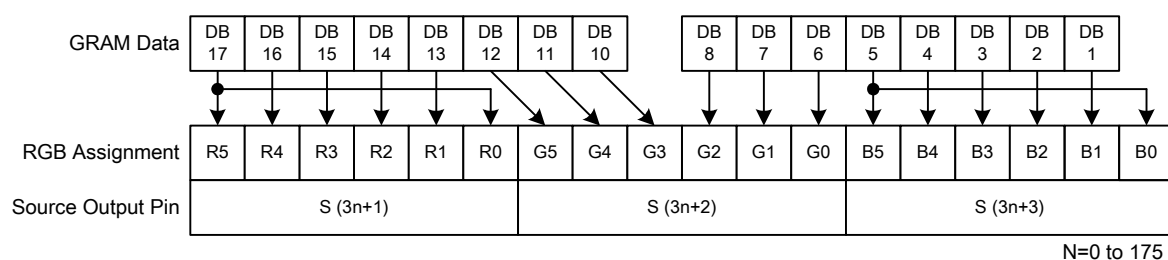 GRAM Data DB 17 DB 16 DB 15 DB 14 DB 13 DB 12 DB 11 DB 10 DB 8 DB 7 DB 6 DB 5 DB 4 DB 3 DB 2 DB 1
RGB Assignment R5 R4 R3 R2 R1 R0 G5 G4 G3 G2 G1 G0 B5 B4 B3 B2 B1 B0
Source Output Pin S (3n+1) S (3n+2) S (3n+3)
N=0 to 175